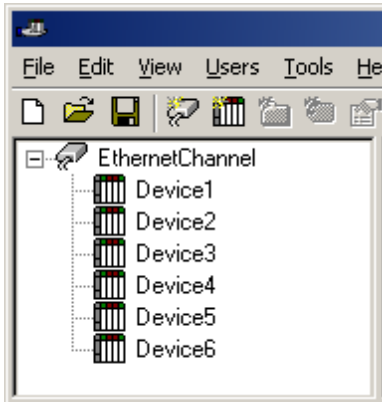 File Edit View Users Tools He
EthernetChannel
Device1
Device2
Device3
Device4
Device5
Device6